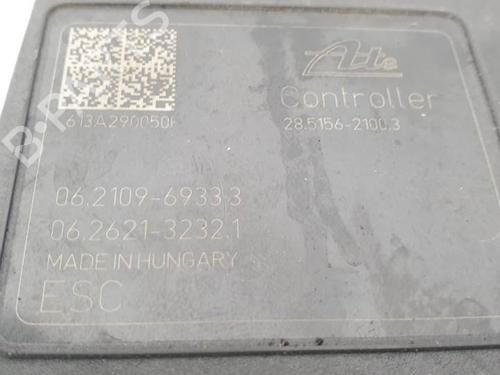 Ate
Controller
28.5156-2100.3
613A290050
06.2109-6933.3
06.2621-3232.1
MADE IN HUNGARY
ESC
B-PARTS